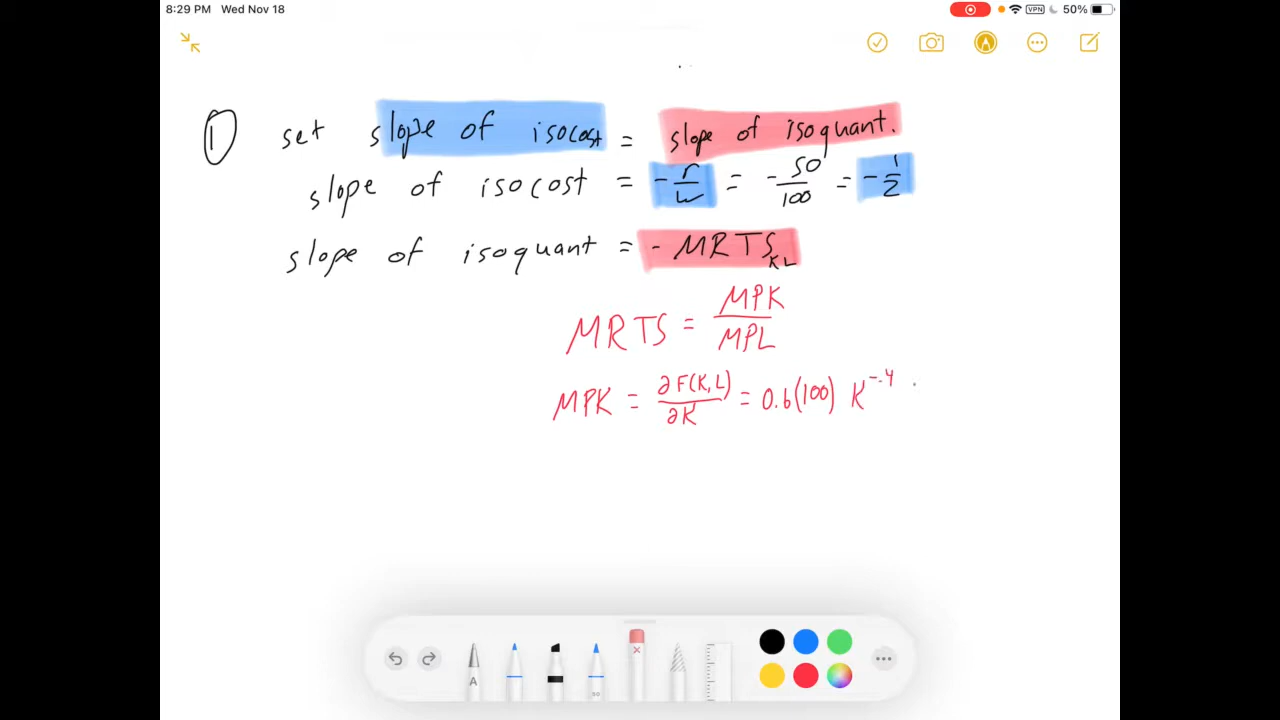 8:29 PM Wed Nov 18 VPN 50%
① set slope of isocost = slope of isoquant.
slope of isocost = - r/w = - 50/100 = - 1/2
slope of isoquant = - MRTS_KL
MRTS = MPK/MPL
MPK = ∂F(K,L)/∂K = 0.6(100) K^-.4
A